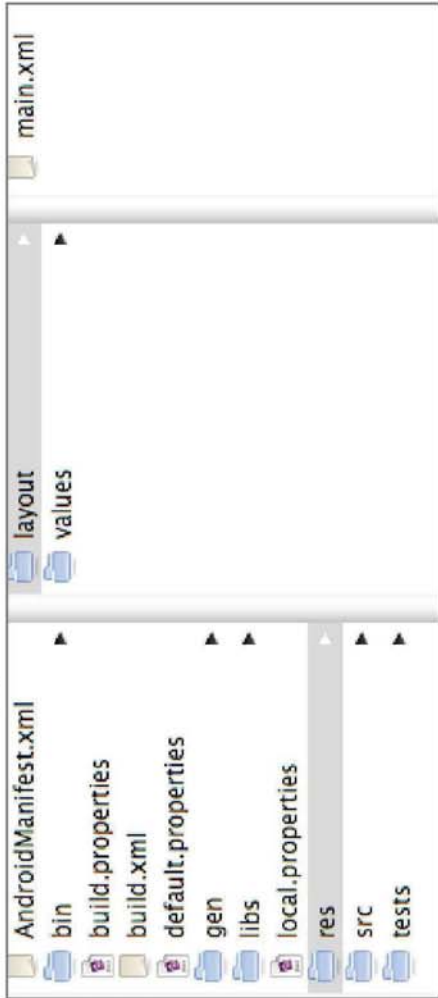 AndroidManifest.xml
bin
build.properties
build.xml
default.properties
gen
libs
local.properties
res
src
tests
layout
values
main.xml